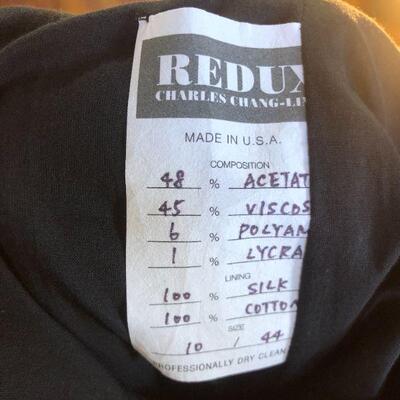 REDUX
CHARLES CHANG-LI
MADE IN U.S.A.
COMPOSITION
48 % ACETAT
45 % VISCOS
6 % POLYAM
1 % LYCRA
LINING
100 % SILK
100 % COTTON
SIZE
10 / 44
PROFESSIONALLY DRY CLEAN